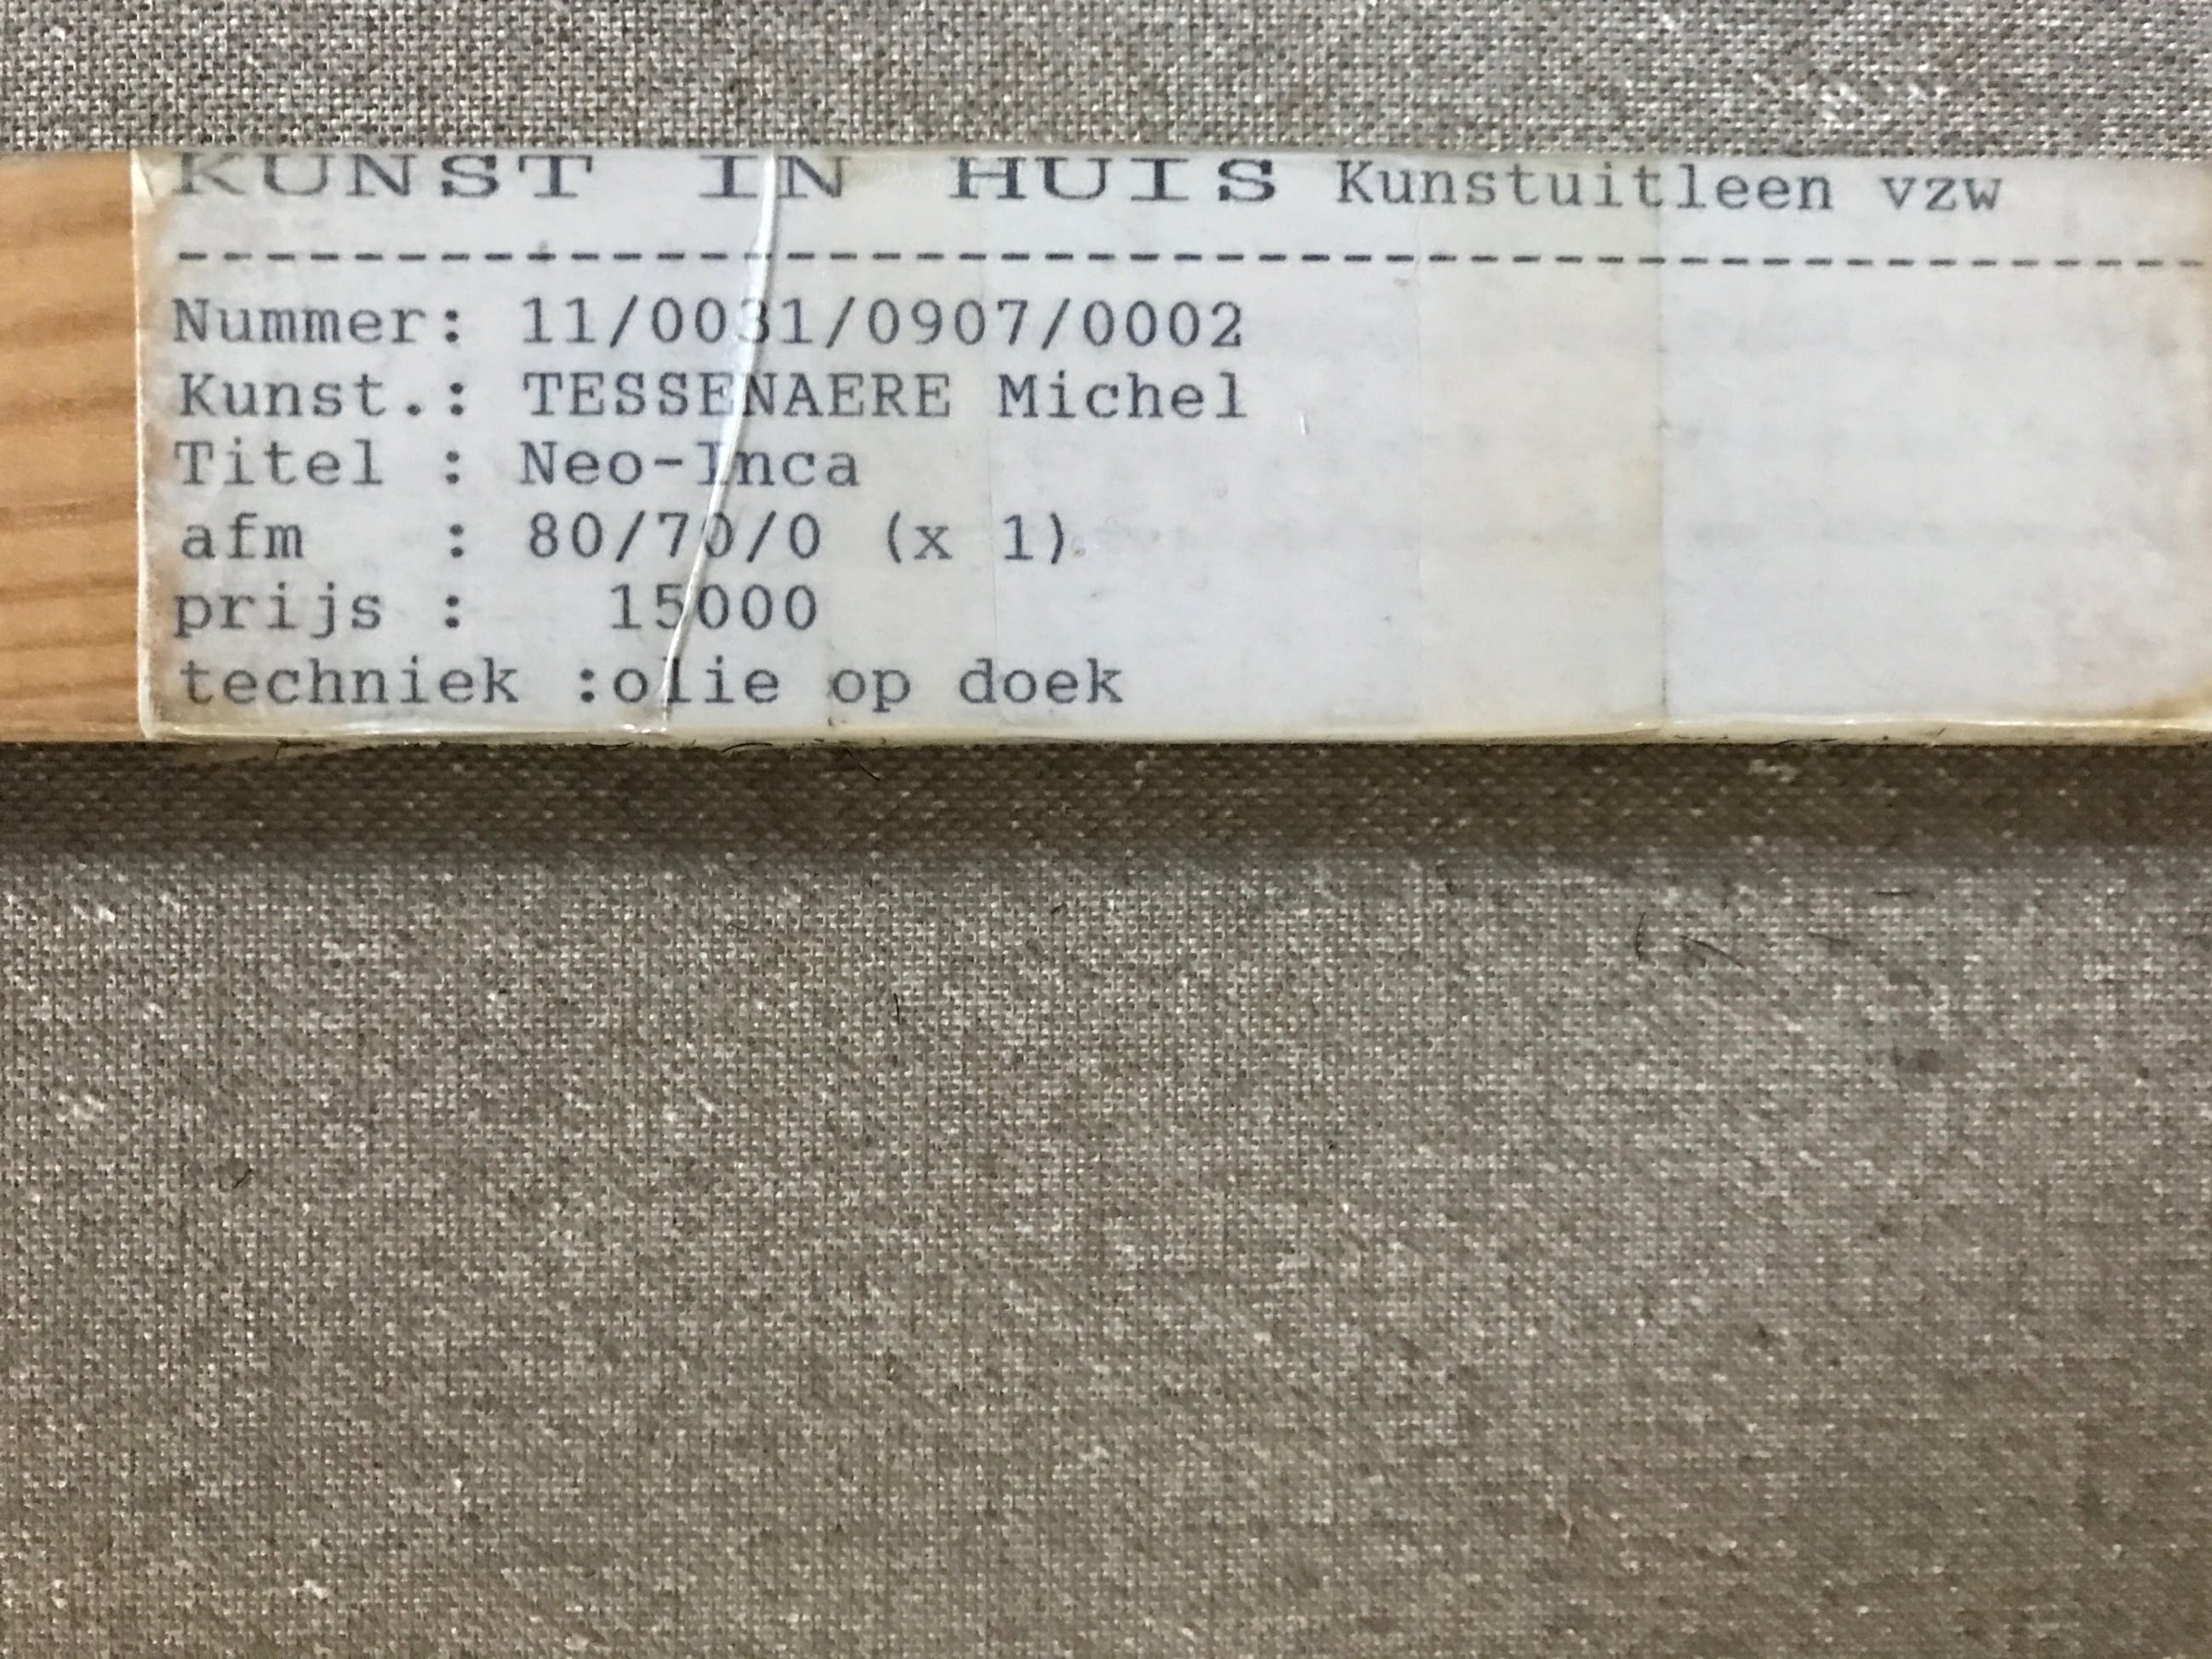 KUNST IN HUIS Kunstuitleen vzw
--------------------------------------------------------
Nummer: 11/0031/0907/0002
Kunst.: TESSENAERE Michel
Titel : Neo-Inca
afm : 80/70/0 (x 1)
prijs : 15000
techniek :olie op doek